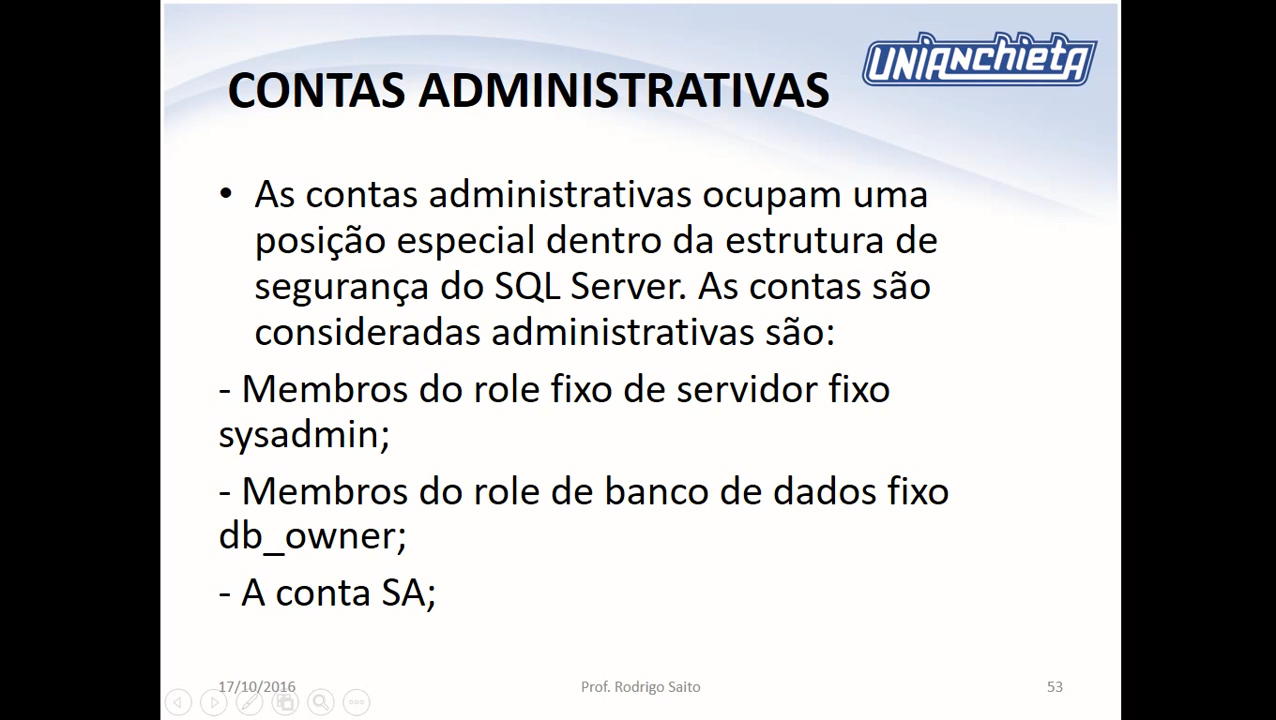 UNIANCHIETA
CONTAS ADMINISTRATIVAS
• As contas administrativas ocupam uma
posição especial dentro da estrutura de
segurança do SQL Server. As contas são
consideradas administrativas são:
- Membros do role fixo de servidor fixo
sysadmin;
- Membros do role de banco de dados fixo
db_owner;
- A conta SA;
17/10/2016
Prof. Rodrigo Saito
53